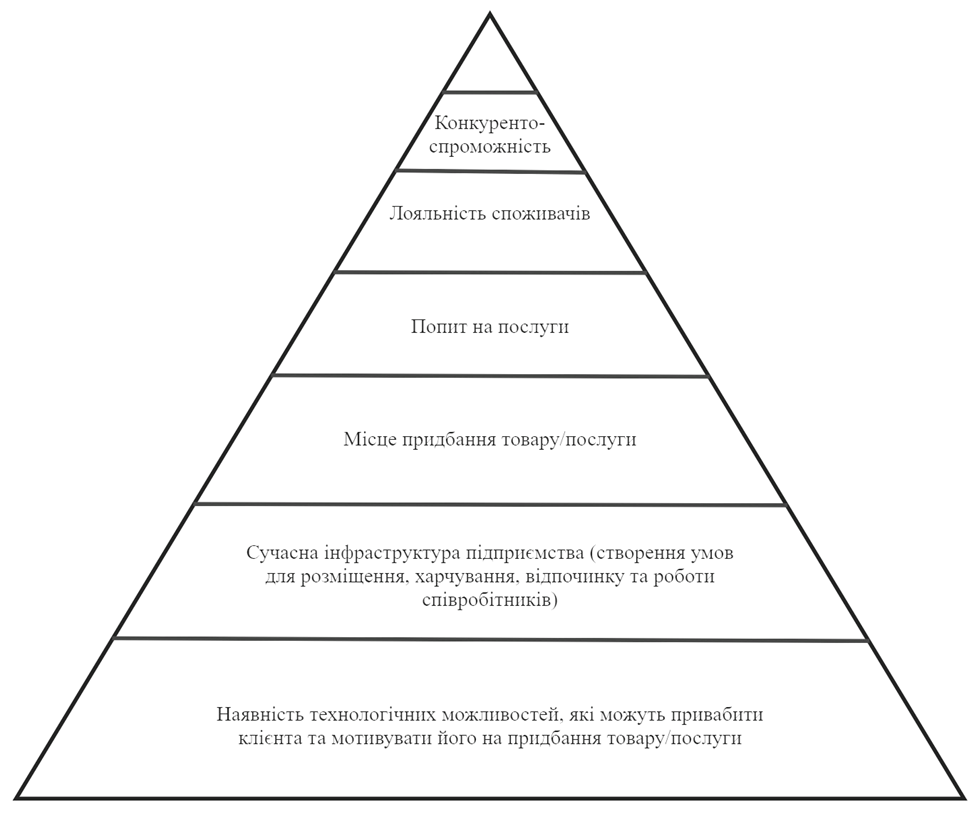 Конкуренто-
спроможність
Лояльність споживачів
Попит на послуги
Місце придбання товару/послуги
Сучасна інфраструктура підприємства (створення умов
для розміщення, харчування, відпочинку та роботи
співробітників)
Наявність технологічних можливостей, які можуть привабити
клієнта та мотивувати його на придбання товару/послуги